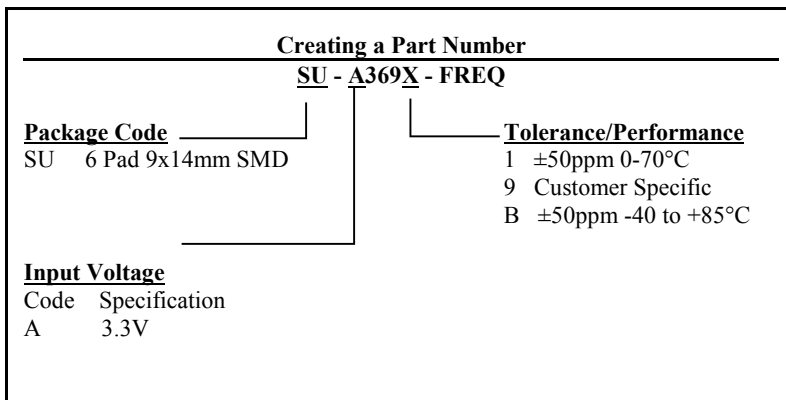 Creating a Part Number
SU - A369X - FREQ
Package Code
SU 6 Pad 9x14mm SMD
Tolerance/Performance
1 ±50ppm 0-70°C
9 Customer Specific
B ±50ppm -40 to +85°C
Input Voltage
Code Specification
A 3.3V